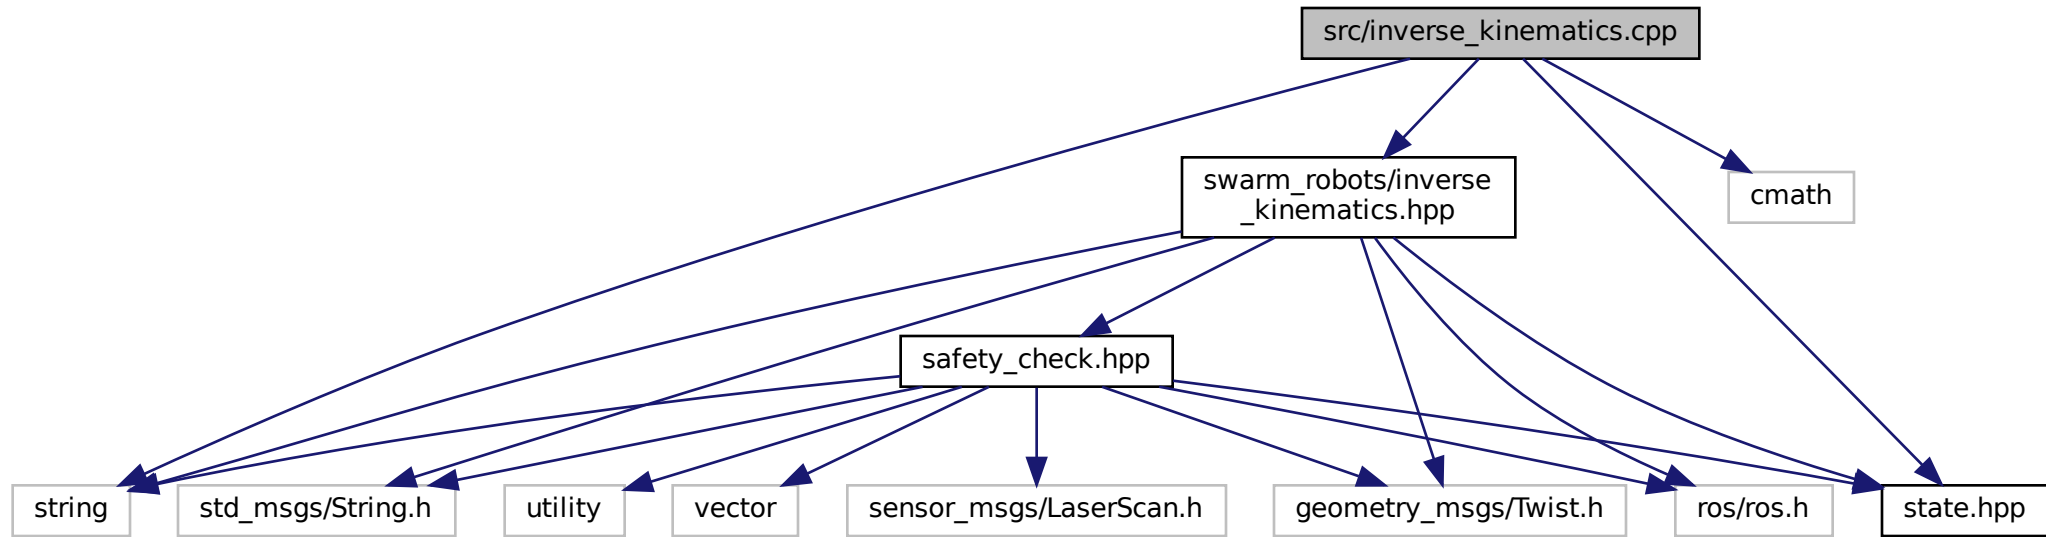 src/inverse_kinematics.cpp
swarm_robots/inverse
_kinematics.hpp
cmath
safety_check.hpp
string
std_msgs/String.h
utility
vector
sensor_msgs/LaserScan.h
geometry_msgs/Twist.h
ros/ros.h
state.hpp